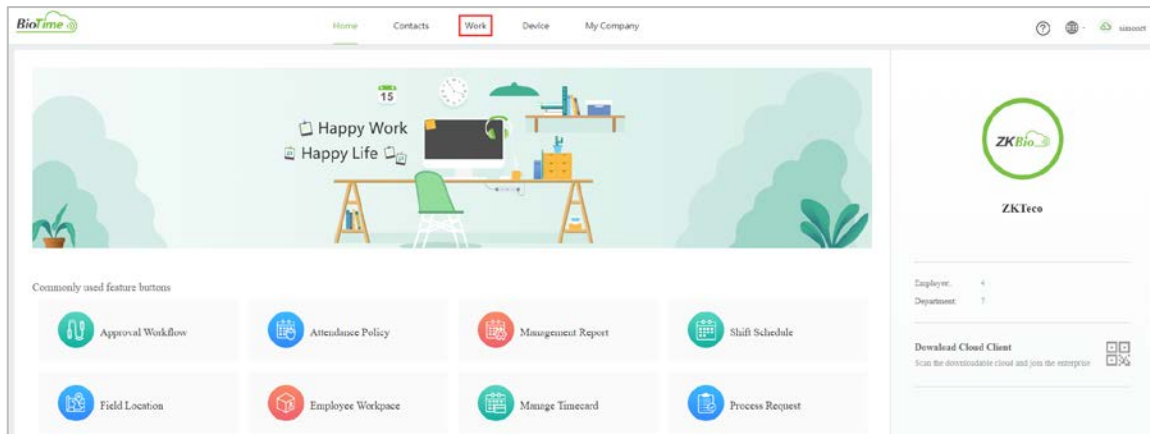 BioTime
Home Contacts Work Device My Company
simonet
15
Happy Work
Happy Life
ZKBio
ZKTeco
Commonly used feature buttons
Employee: 4
Department: 7
Approval Workflow Attendance Policy Management Report Shift Schedule
Download Cloud Client
Scan the downloadable cloud and join the enterprise
Field Location Employee Workpace Manage Timecard Process Request